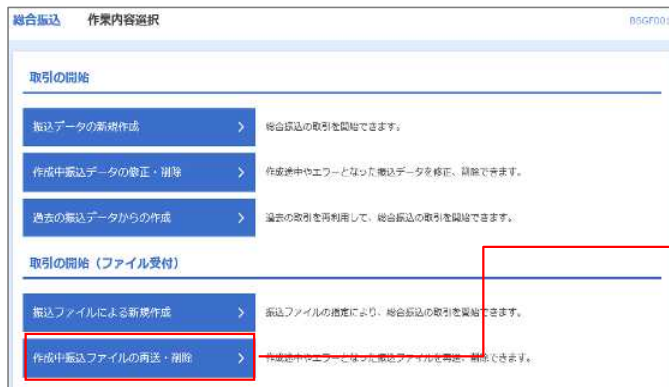 総合振込 作業内容選択
BSGF001
取引の開始
振込データの新規作成
総合振込の取引を開始できます。
作成中振込データの修正・削除
作成途中やエラーとなった振込データを修正、削除できます。
過去の振込データからの作成
過去の取引を再利用して、総合振込の取引を開始できます。
取引の開始（ファイル受付）
振込ファイルによる新規作成
振込ファイルの指定により、総合振込の取引を開始できます。
作成中振込ファイルの再送・削除
作成途中やエラーとなった振込ファイルを再送、削除できます。